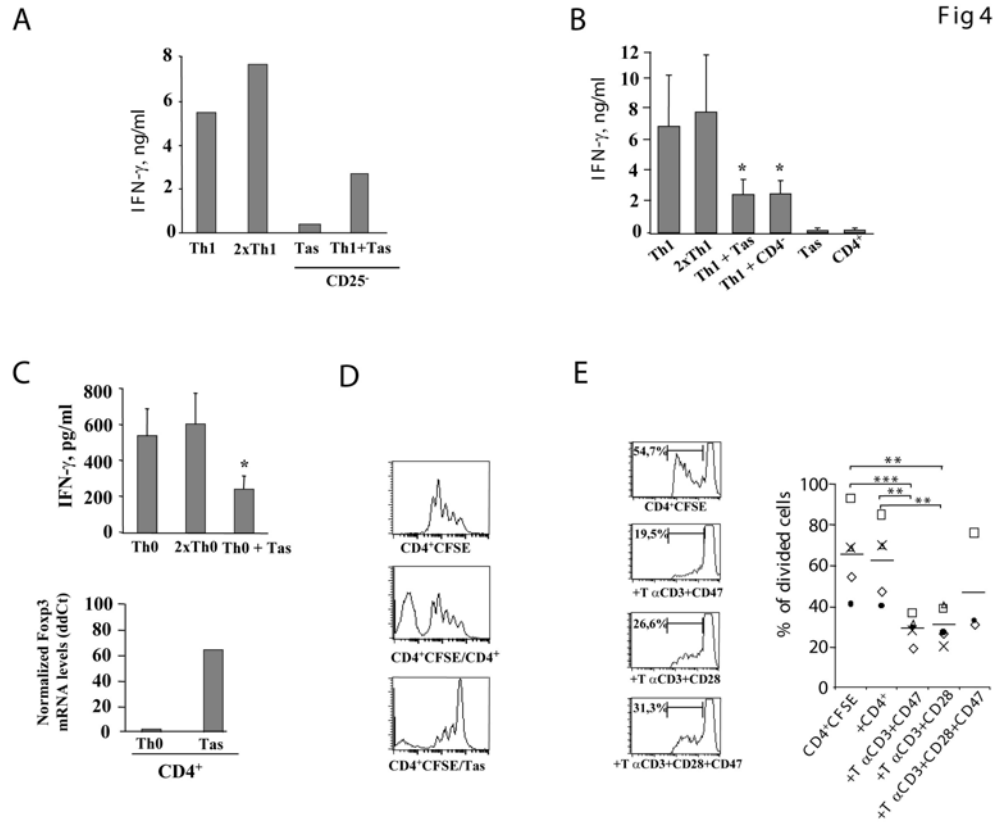 Fig 4
A
IFN-γ, ng/ml
8
6
4
2
0
Th1 2xTh1 Tas Th1+Tas
CD25-
B
IFN-γ, ng/ml
12
10
8
6
4
2
0
Th1 2xTh1 Th1 + Tas Th1 + CD4- Tas CD4+
* *
C
IFN-γ, pg/ml
800
600
400
200
0
*
Th0 2xTh0 Th0 + Tas
Normalized Foxp3
mRNA levels (ddCt)
100
80
60
40
20
0
Th0 Tas
CD4+
D
CD4+CFSE
CD4+CFSE/CD4+
CD4+CFSE/Tas
E
54,7%
CD4+CFSE
19,5%
+T αCD3+CD47
26,6%
+T αCD3+CD28
31,3%
+T αCD3+CD28+CD47
% of divided cells
100
80
60
40
20
0
**
***
**
**
CD4+CFSE
+CD4+
+T αCD3+CD47
+T αCD3+CD28
+T αCD3+CD28+CD47